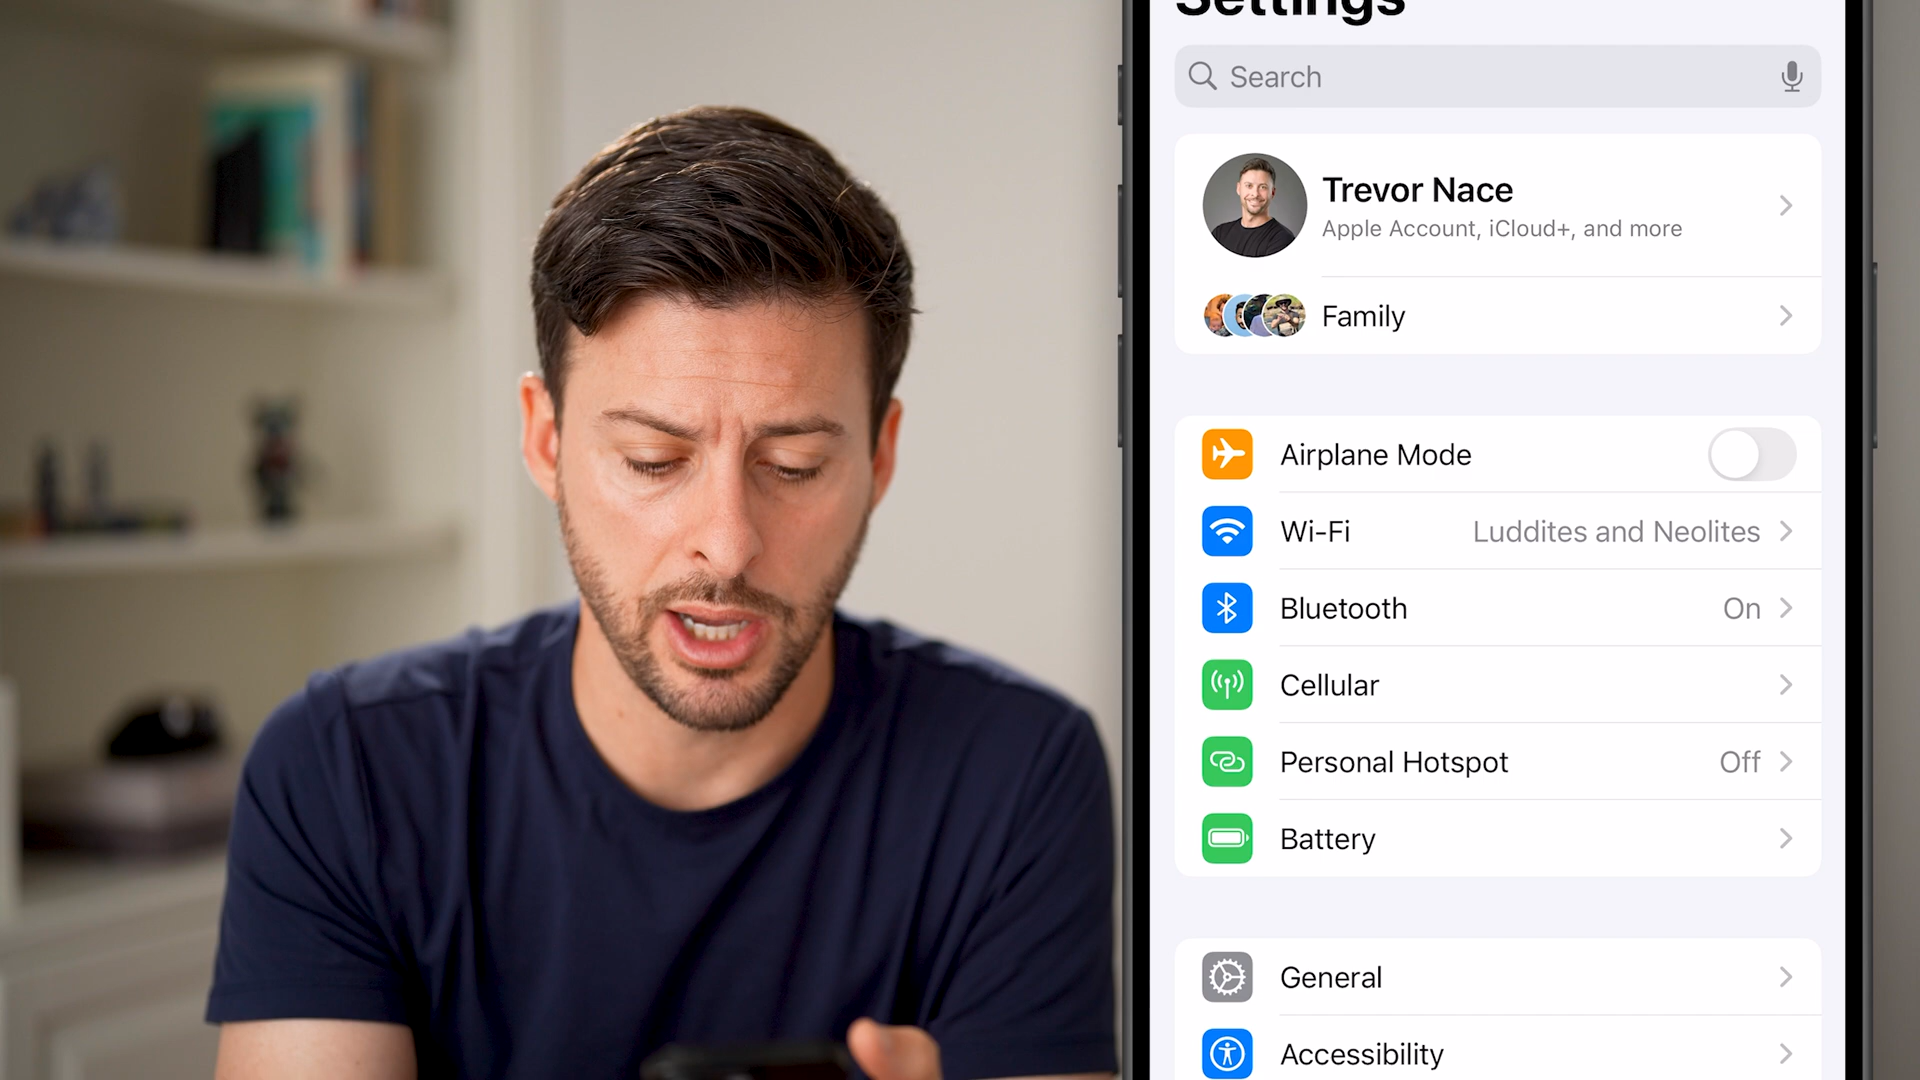 Settings
Search
Trevor Nace
Apple Account, iCloud+, and more
Family
Airplane Mode
Wi-Fi Luddites and Neolites
Bluetooth On
Cellular
Personal Hotspot Off
Battery
General
Accessibility